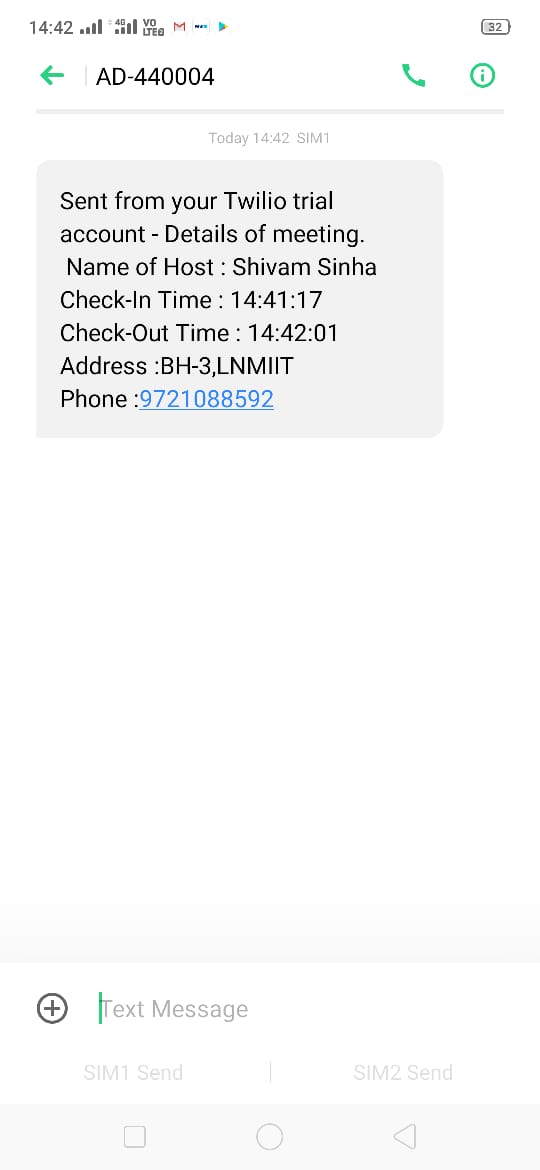 14:42 4G VO LTE 32
AD-440004
Today 14:42 SIM1
Sent from your Twilio trial
account - Details of meeting.
Name of Host : Shivam Sinha
Check-In Time : 14:41:17
Check-Out Time : 14:42:01
Address :BH-3,LNMIIT
Phone :9721088592
Text Message
SIM1 Send SIM2 Send